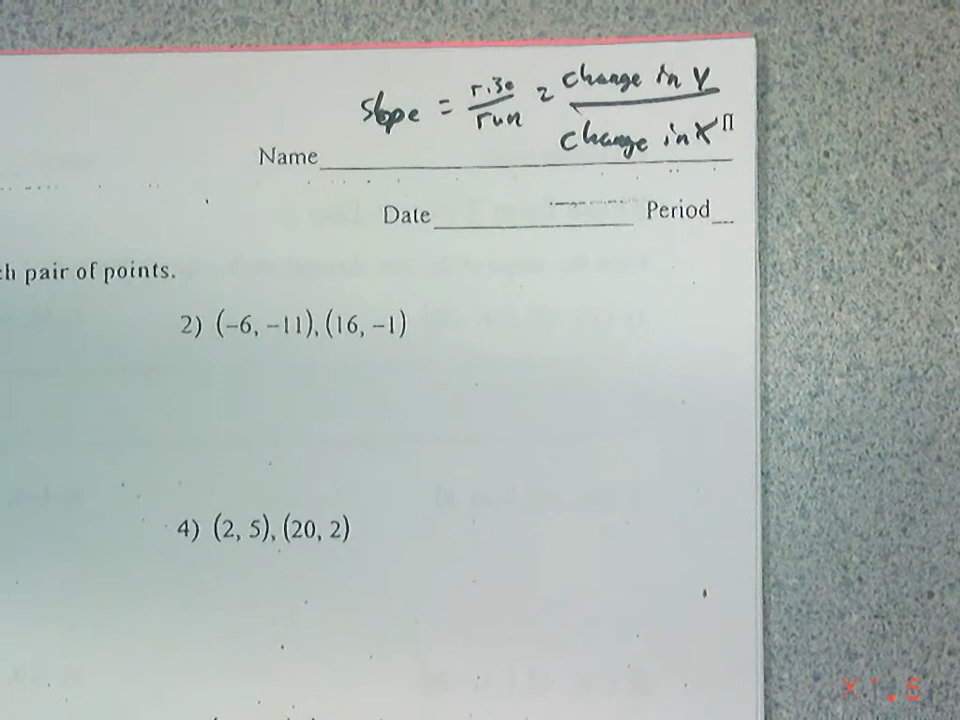 slope = rise/run = change in y/change in x
Name
Date Period
ch pair of points.
2) (−6, −11), (16, −1)
4) (2, 5), (20, 2)